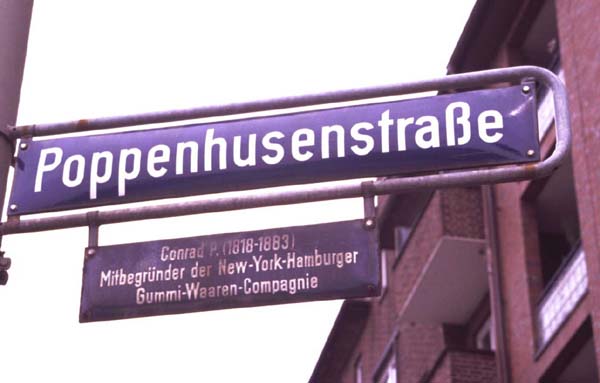 Poppenhusenstraße
Conrad P. (1818-1883)
Mitbegründer der New-York-Hamburger
Gummi-Waaren-Compagnie